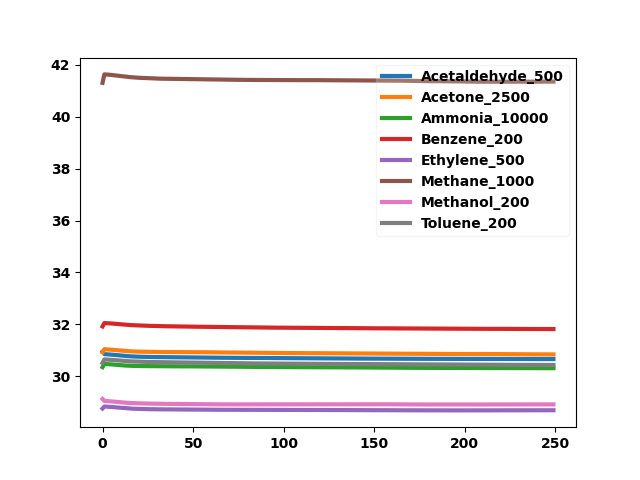 42
40
38
36
34
32
30
0
50
100
150
200
250
Acetaldehyde_500
Acetone_2500
Ammonia_10000
Benzene_200
Ethylene_500
Methane_1000
Methanol_200
Toluene_200